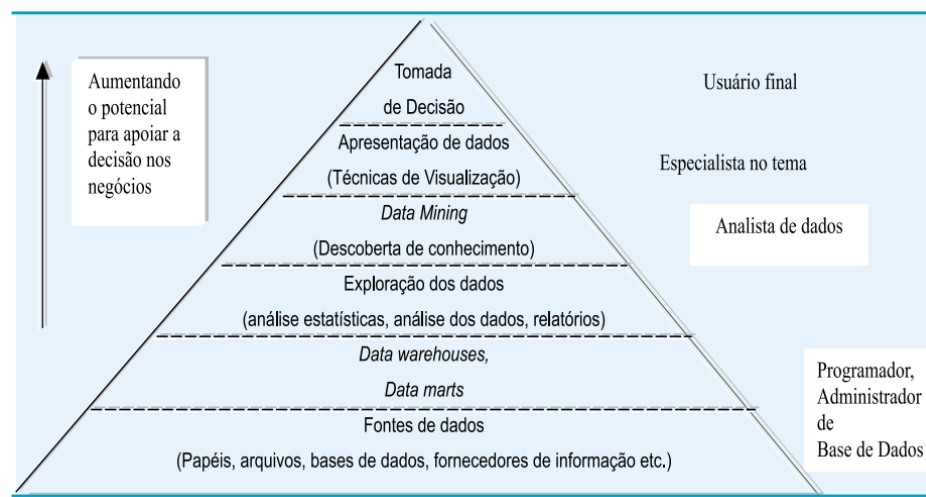 Aumentando
o potencial
para apoiar a
decisão nos
negócios
Tomada
de Decisão
Apresentação de dados
(Técnicas de Visualização)
Data Mining
(Descoberta de conhecimento)
Exploração dos dados
(análise estatísticas, análise dos dados, relatórios)
Data warehouses,
Data marts
Fontes de dados
(Papéis, arquivos, bases de dados, fornecedores de informação etc.)
Usuário final
Especialista no tema
Analista de dados
Programador,
Administrador
de
Base de Dados